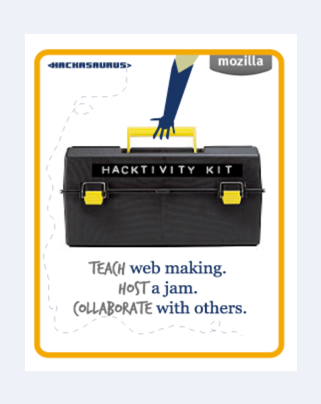 <HACKASAURUS>
mozilla
HACKTIVITY KIT
TEACH web making.
HOST a jam.
COLLABORATE with others.